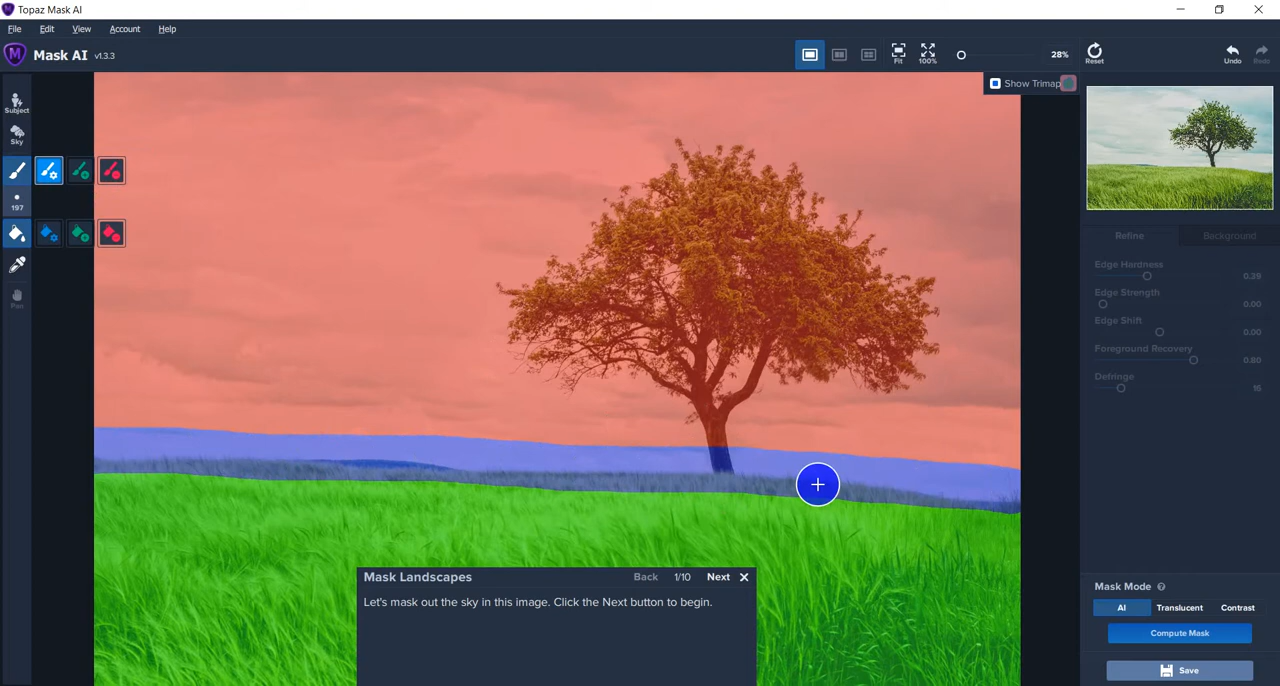 Topaz Mask AI
File Edit View Account Help
Mask AI v1.3.3
Fit 100% 28% Reset Undo Redo
Show Trimap
Subject
Sky
197
Pan
Refine Background
Edge Hardness 0.39
Edge Strength 0.00
Edge Shift 0.00
Foreground Recovery 0.80
Defringe 16
Mask Landscapes Back 1/10 Next
Let's mask out the sky in this image. Click the Next button to begin.
Mask Mode
AI Translucent Contrast
Compute Mask
Save